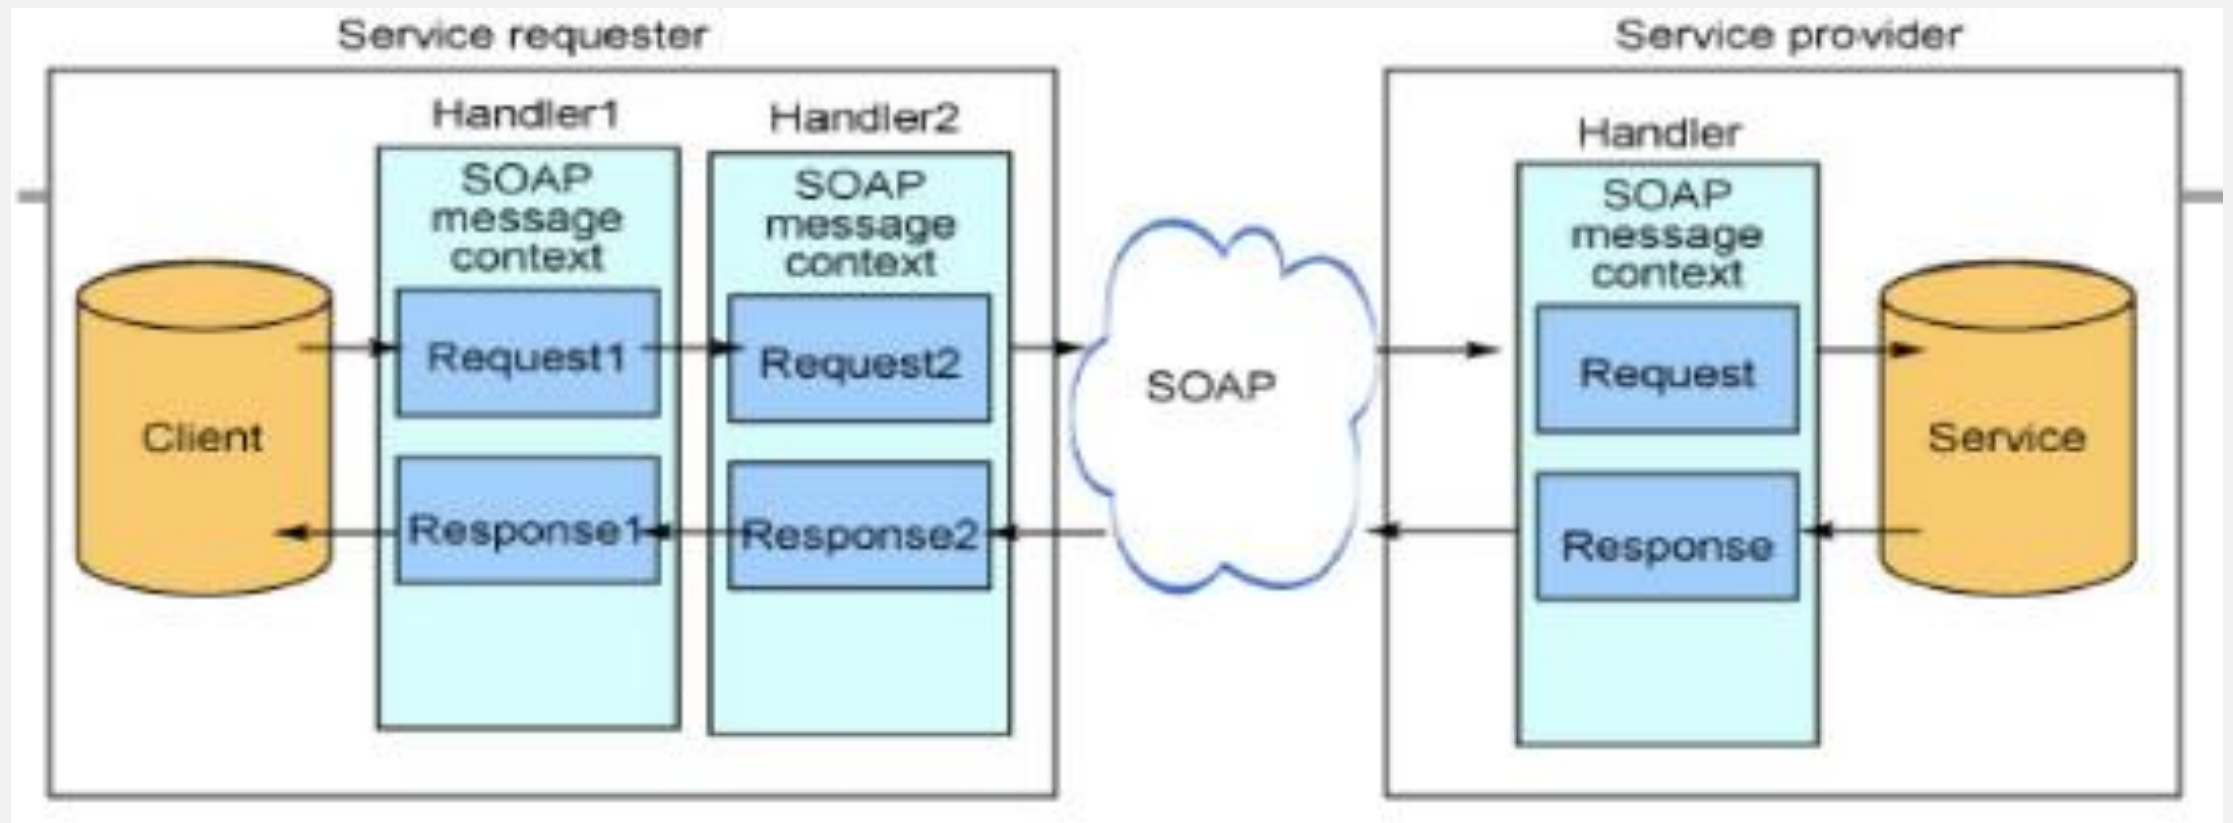 Service requester
Service provider
Handler1
Handler2
Handler
SOAP
message
context
SOAP
message
context
SOAP
message
context
Client
Request1
Request2
SOAP
Request
Service
Response1
Response2
Response